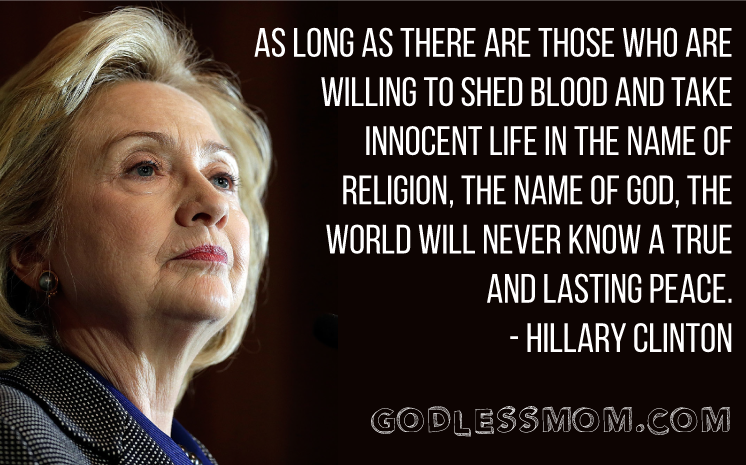 AS LONG AS THERE ARE THOSE WHO ARE
WILLING TO SHED BLOOD AND TAKE
INNOCENT LIFE IN THE NAME OF
RELIGION, THE NAME OF GOD, THE
WORLD WILL NEVER KNOW A TRUE
AND LASTING PEACE.
- HILLARY CLINTON
GODLESSMOM.COM